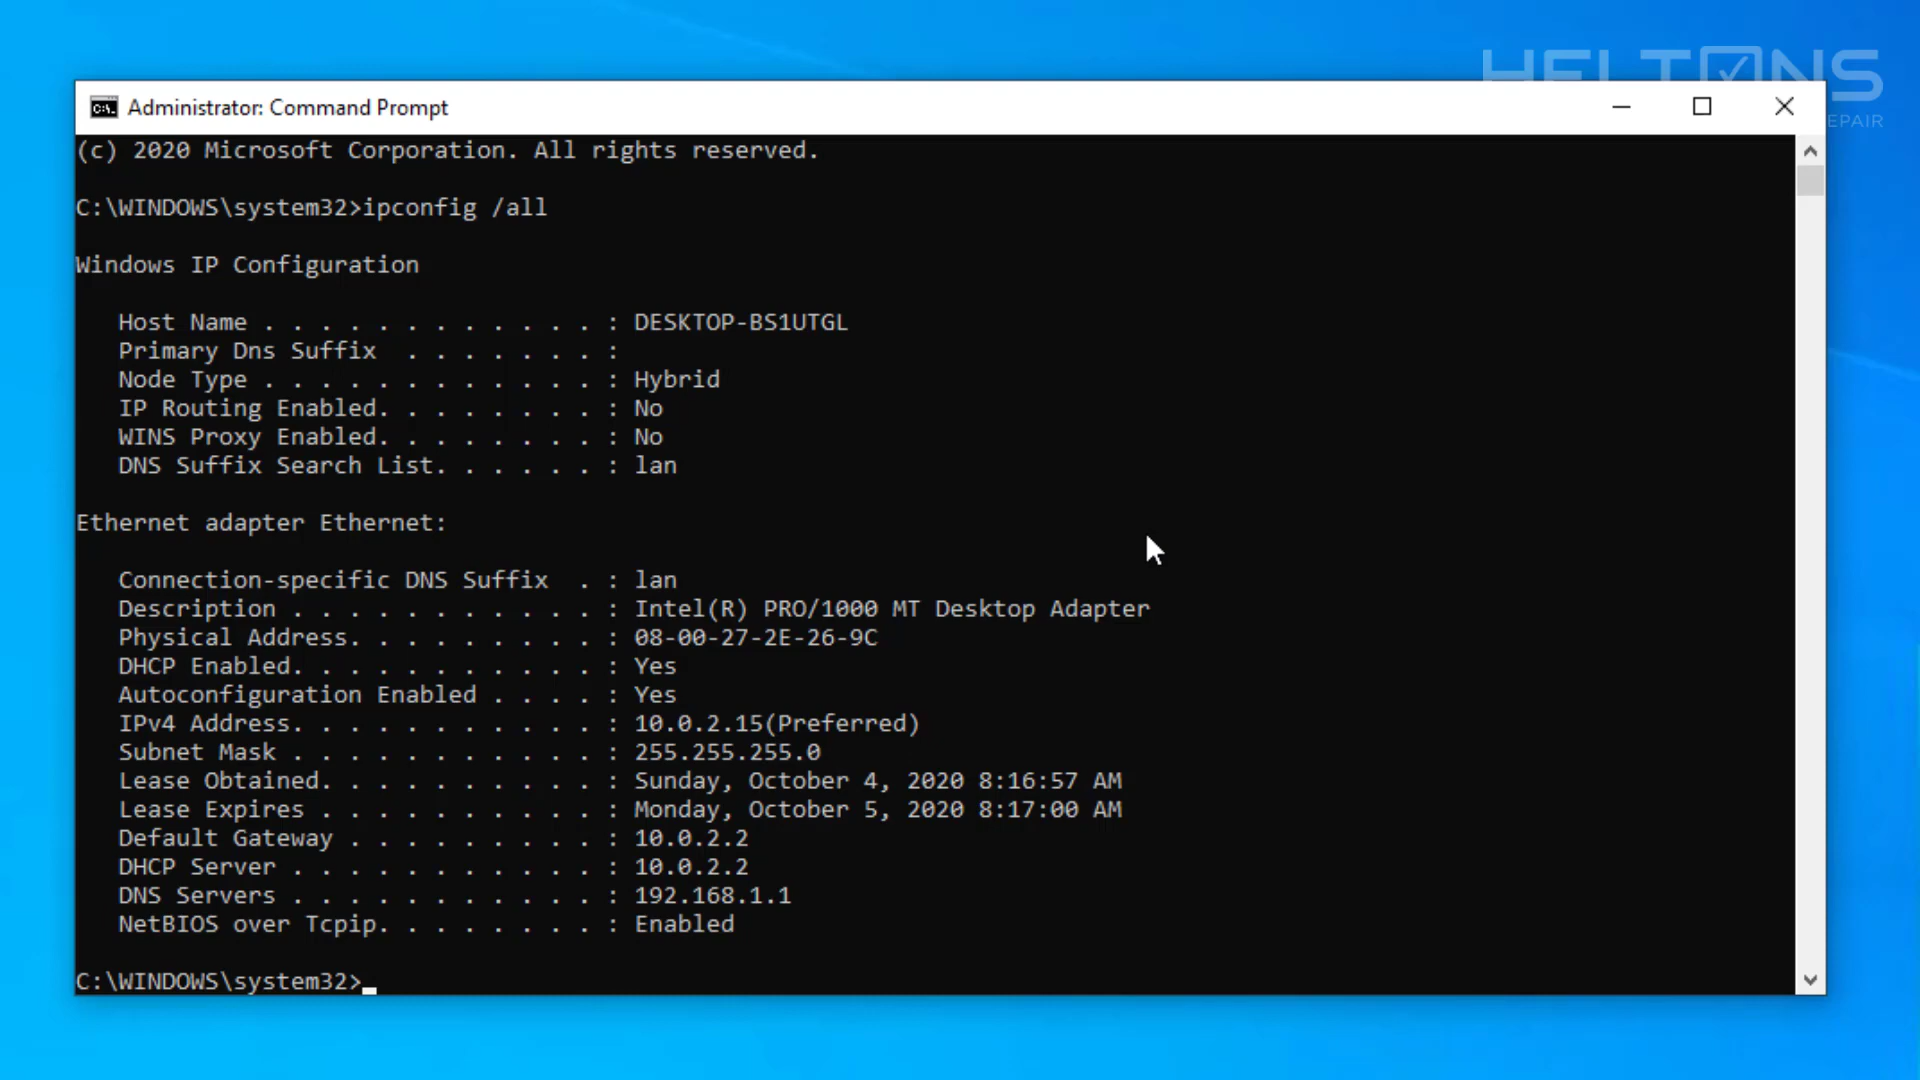 HELTONS
Administrator: Command Prompt
EPAIR
(c) 2020 Microsoft Corporation. All rights reserved.
C:\WINDOWS\system32>ipconfig /all
Windows IP Configuration
Host Name . . . . . . . . . . . . : DESKTOP-BS1UTGL
Primary Dns Suffix  . . . . . . . :
Node Type . . . . . . . . . . . . : Hybrid
IP Routing Enabled. . . . . . . . : No
WINS Proxy Enabled. . . . . . . . : No
DNS Suffix Search List. . . . . . : lan
Ethernet adapter Ethernet:
Connection-specific DNS Suffix  . : lan
Description . . . . . . . . . . . : Intel(R) PRO/1000 MT Desktop Adapter
Physical Address. . . . . . . . . : 08-00-27-2E-26-9C
DHCP Enabled. . . . . . . . . . . : Yes
Autoconfiguration Enabled . . . . : Yes
IPv4 Address. . . . . . . . . . . : 10.0.2.15(Preferred)
Subnet Mask . . . . . . . . . . . : 255.255.255.0
Lease Obtained. . . . . . . . . . : Sunday, October 4, 2020 8:16:57 AM
Lease Expires . . . . . . . . . . : Monday, October 5, 2020 8:17:00 AM
Default Gateway . . . . . . . . . : 10.0.2.2
DHCP Server . . . . . . . . . . . : 10.0.2.2
DNS Servers . . . . . . . . . . . : 192.168.1.1
NetBIOS over Tcpip. . . . . . . . : Enabled
C:\WINDOWS\system32>